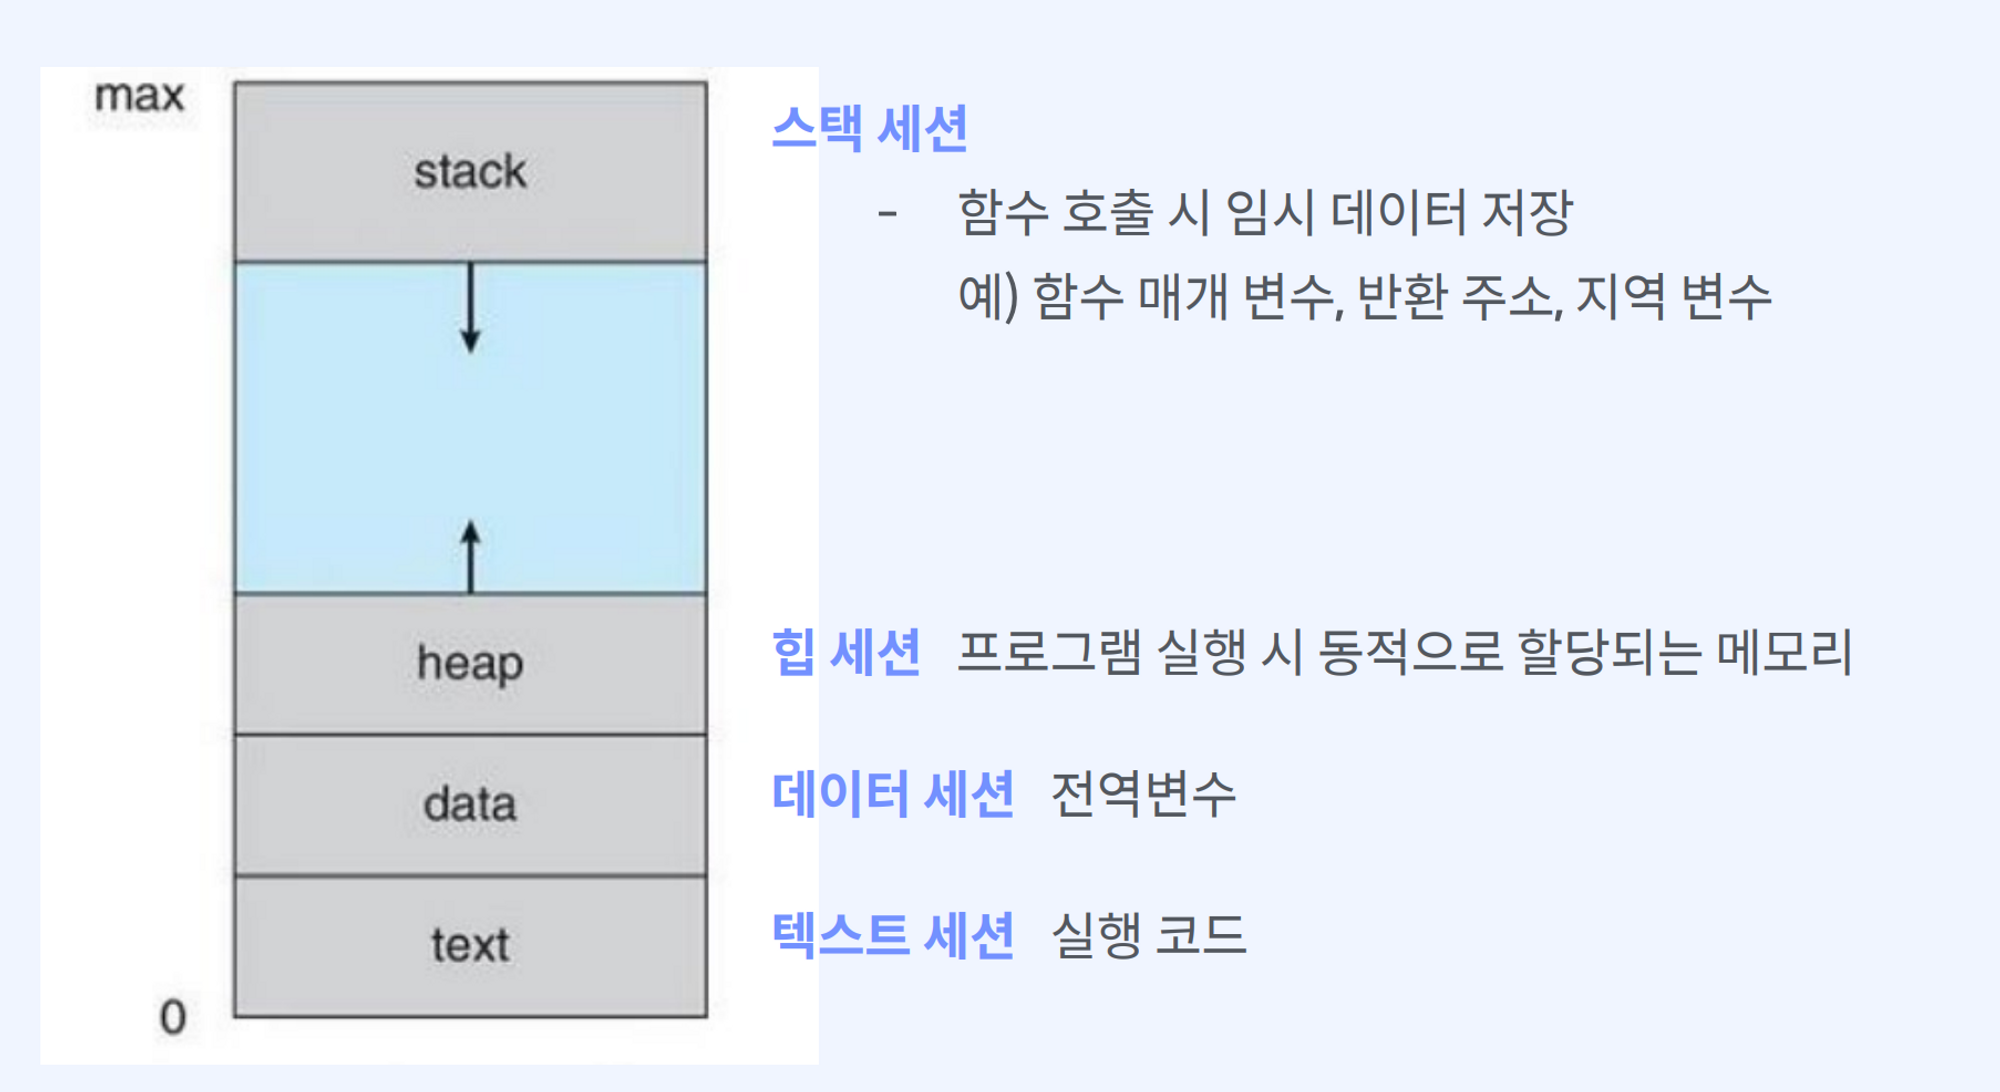 max
stack
스택 세션
- 함수 호출 시 임시 데이터 저장
예) 함수 매개 변수, 반환 주소, 지역 변수
heap
힙 세션 프로그램 실행 시 동적으로 할당되는 메모리
data
데이터 세션 전역변수
text
텍스트 세션 실행 코드
0